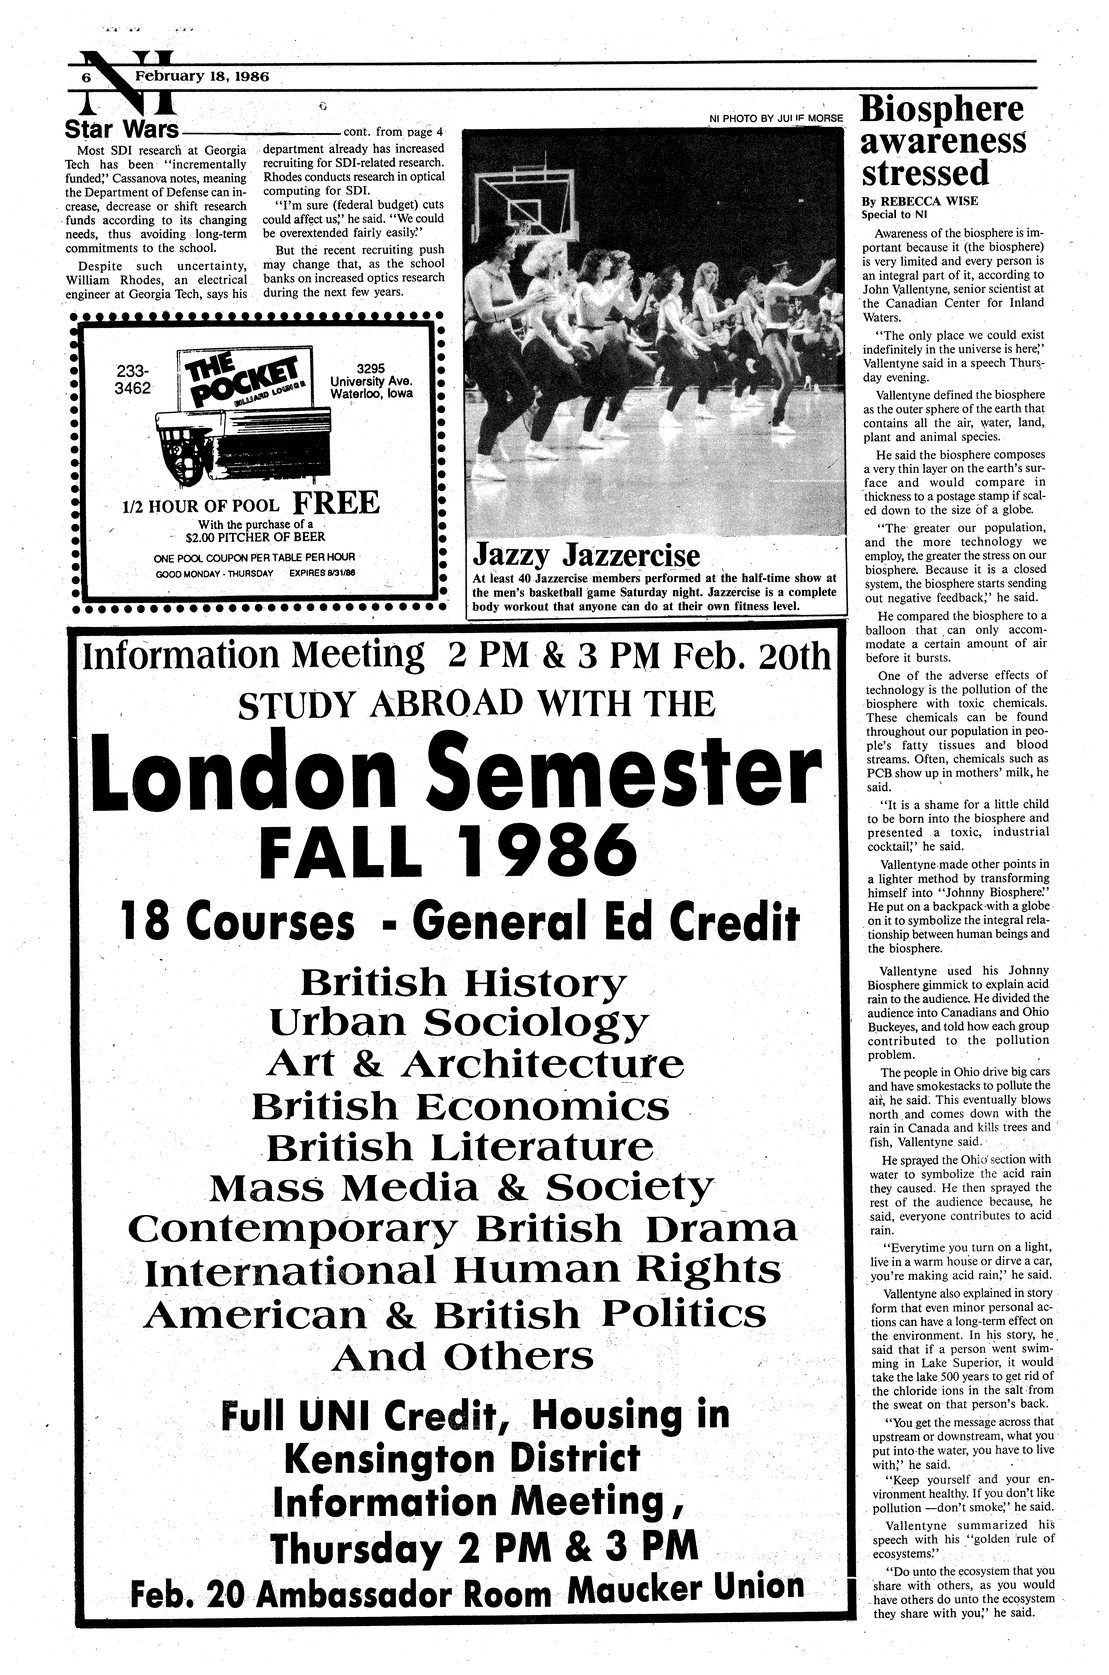 6 NI February 18, 1986
Star Wars
cont. from page 4
Most SDI research at Georgia
Tech has been "incrementally
funded," Cassanova notes, meaning
the Department of Defense can in-
crease, decrease or shift research
funds according to its changing
needs, thus avoiding long-term
commitments to the school.
Despite such uncertainty,
William Rhodes, an electrical
engineer at Georgia Tech, says his
department already has increased
recruiting for SDI-related research.
Rhodes conducts research in optical
computing for SDI.
"I'm sure (federal budget) cuts
could affect us," he said. "We could
be overextended fairly easily."
But the recent recruiting push
may change that, as the school
banks on increased optics research
during the next few years.
233-
3462
THE
POCKET
BILLIARD LOUNGE
3295
University Ave.
Waterloo, Iowa
1/2 HOUR OF POOL FREE
With the purchase of a
$2.00 PITCHER OF BEER
ONE POOL COUPON PER TABLE PER HOUR
GOOD MONDAY - THURSDAY EXPIRES 8/31/86
NI PHOTO BY JULIE MORSE
Jazzy Jazzercise
At least 40 Jazzercise members performed at the half-time show at
the men's basketball game Saturday night. Jazzercise is a complete
body workout that anyone can do at their own fitness level.
Information Meeting 2 PM & 3 PM Feb. 20th
STUDY ABROAD WITH THE
London Semester
FALL 1986
18 Courses - General Ed Credit
British History
Urban Sociology
Art & Architecture
British Economics
British Literature
Mass Media & Society
Contemporary British Drama
International Human Rights
American & British Politics
And Others
Full UNI Credit, Housing in
Kensington District
Information Meeting,
Thursday 2 PM & 3 PM
Feb. 20 Ambassador Room Maucker Union
Biosphere
awareness
stressed
By REBECCA WISE
Special to NI
Awareness of the biosphere is im-
portant because it (the biosphere)
is very limited and every person is
an integral part of it, according to
John Vallentyne, senior scientist at
the Canadian Center for Inland
Waters.
"The only place we could exist
indefinitely in the universe is here,"
Vallentyne said in a speech Thurs-
day evening.
Vallentyne defined the biosphere
as the outer sphere of the earth that
contains all the air, water, land,
plant and animal species.
He said the biosphere composes
a very thin layer on the earth's sur-
face and would compare in
thickness to a postage stamp if scal-
ed down to the size of a globe.
"The greater our population,
and the more technology we
employ, the greater the stress on our
biosphere. Because it is a closed
system, the biosphere starts sending
out negative feedback," he said.
He compared the biosphere to a
balloon that can only accom-
modate a certain amount of air
before it bursts.
One of the adverse effects of
technology is the pollution of the
biosphere with toxic chemicals.
These chemicals can be found
throughout our population in peo-
ple's fatty tissues and blood
streams. Often, chemicals such as
PCB show up in mothers' milk, he
said.
"It is a shame for a little child
to be born into the biosphere and
presented a toxic, industrial
cocktail," he said.
Vallentyne made other points in
a lighter method by transforming
himself into "Johnny Biosphere."
He put on a backpack with a globe
on it to symbolize the integral rela-
tionship between human beings and
the biosphere.
Vallentyne used his Johnny
Biosphere gimmick to explain acid
rain to the audience. He divided the
audience into Canadians and Ohio
Buckeyes, and told how each group
contributed to the pollution
problem.
The people in Ohio drive big cars
and have smokestacks to pollute the
air, he said. This eventually blows
north and comes down with the
rain in Canada and kills trees and
fish, Vallentyne said.
He sprayed the Ohio section with
water to symbolize the acid rain
they caused. He then sprayed the
rest of the audience because, he
said, everyone contributes to acid
rain.
"Everytime you turn on a light,
live in a warm house or dirve a car,
you're making acid rain," he said.
Vallentyne also explained in story
form that even minor personal ac-
tions can have a long-term effect on
the environment. In his story, he
said that if a person went swim-
ming in Lake Superior, it would
take the lake 500 years to get rid of
the chloride ions in the salt from
the sweat on that person's back.
"You get the message across that
upstream or downstream, what you
put into the water, you have to live
with," he said.
"Keep yourself and your en-
vironment healthy. If you don't like
pollution —don't smoke," he said.
Vallentyne summarized his
speech with his "golden rule of
ecosystems."
"Do unto the ecosystem that you
share with others, as you would
have others do unto the ecosystem
they share with you," he said.